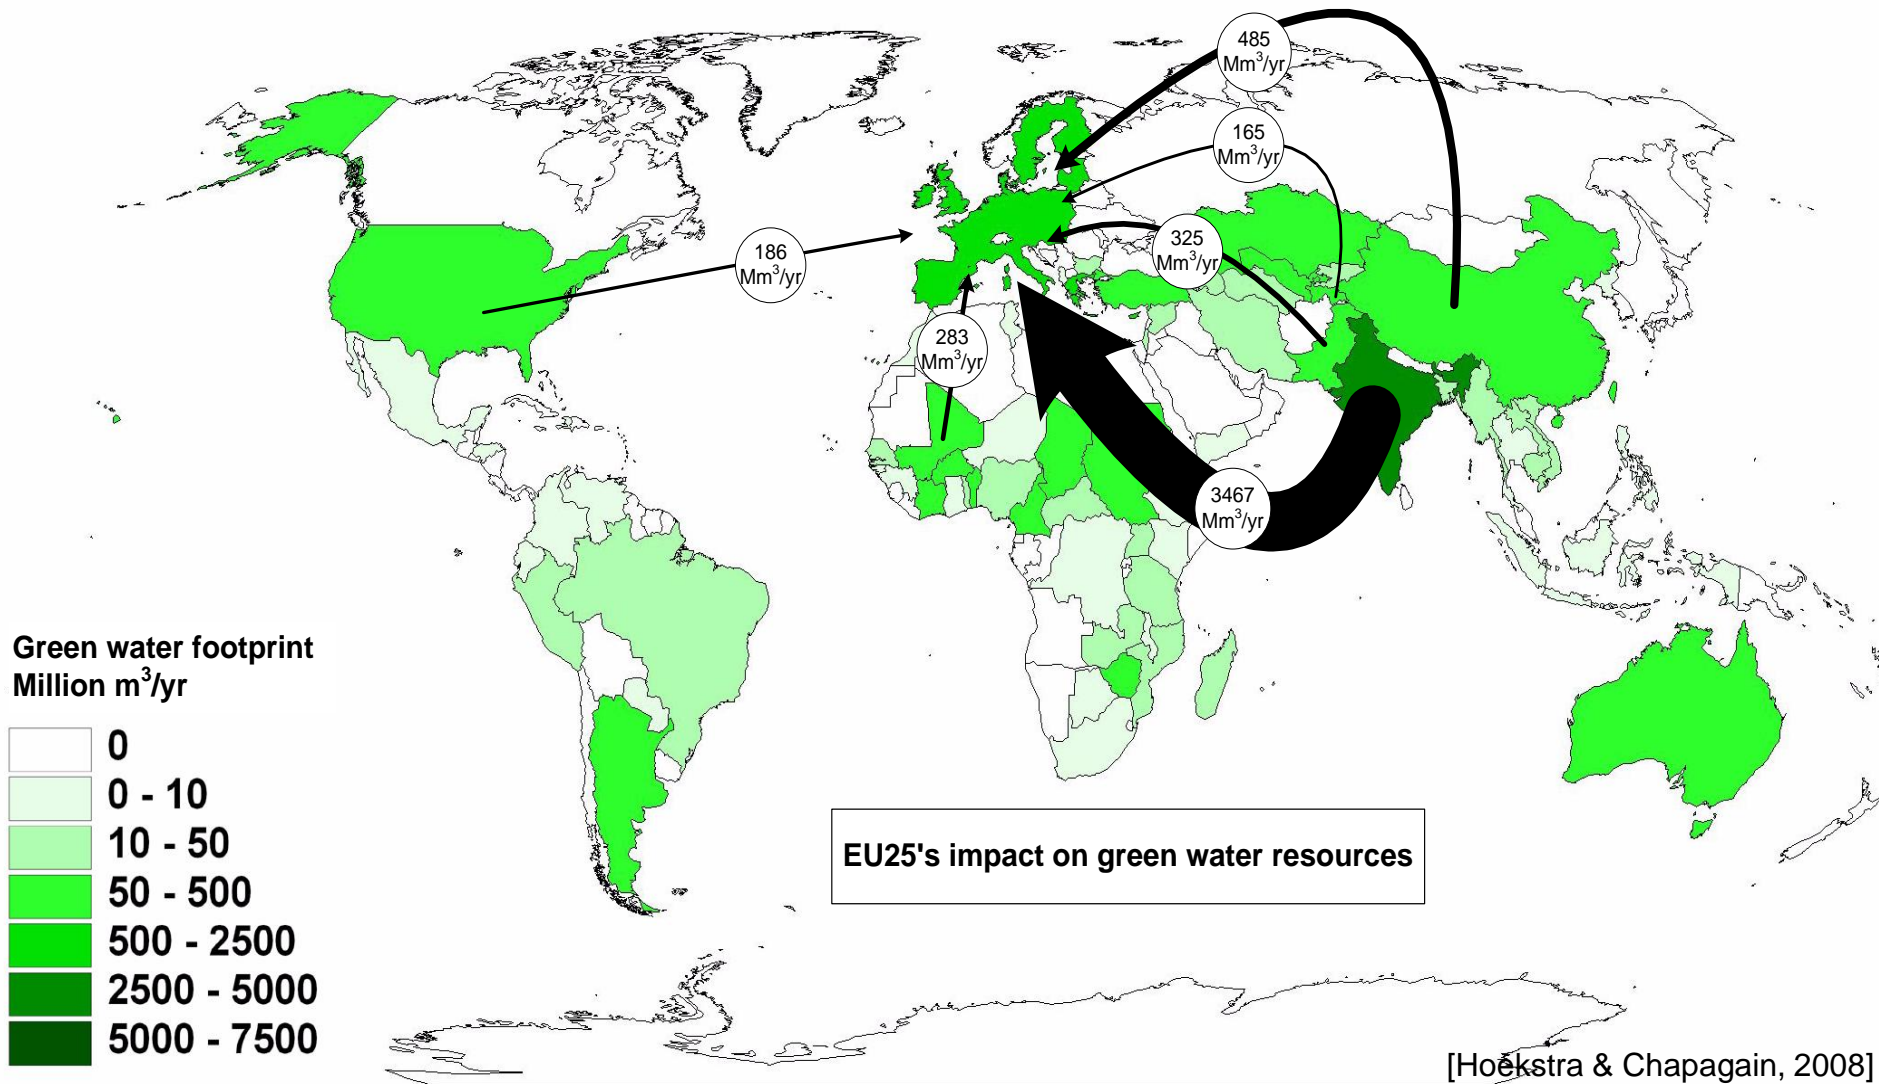 485
Mm³/yr
165
Mm³/yr
325
Mm³/yr
186
Mm³/yr
283
Mm³/yr
3467
Mm³/yr
Green water footprint
Million m³/yr
0
0 - 10
10 - 50
50 - 500
500 - 2500
2500 - 5000
5000 - 7500
EU25's impact on green water resources
[Hoekstra & Chapagain, 2008]